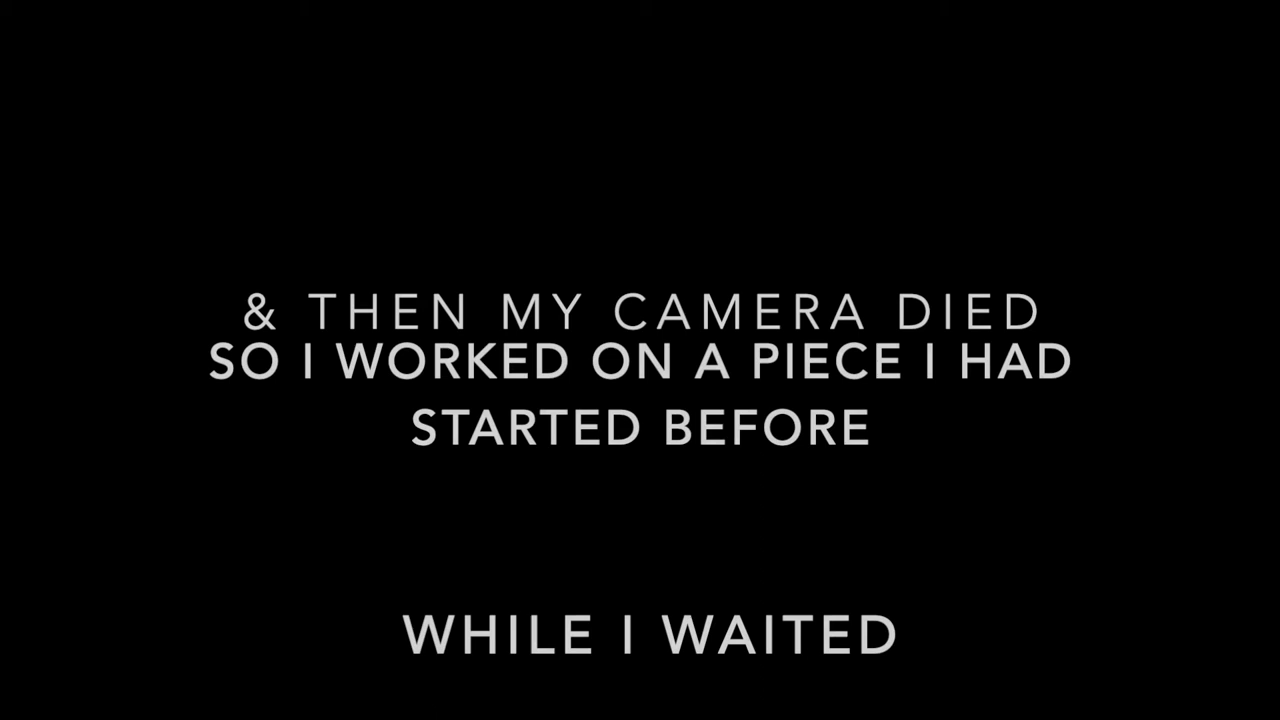 & THEN MY CAMERA DIED
SO I WORKED ON A PIECE I HAD
STARTED BEFORE
WHILE I WAITED